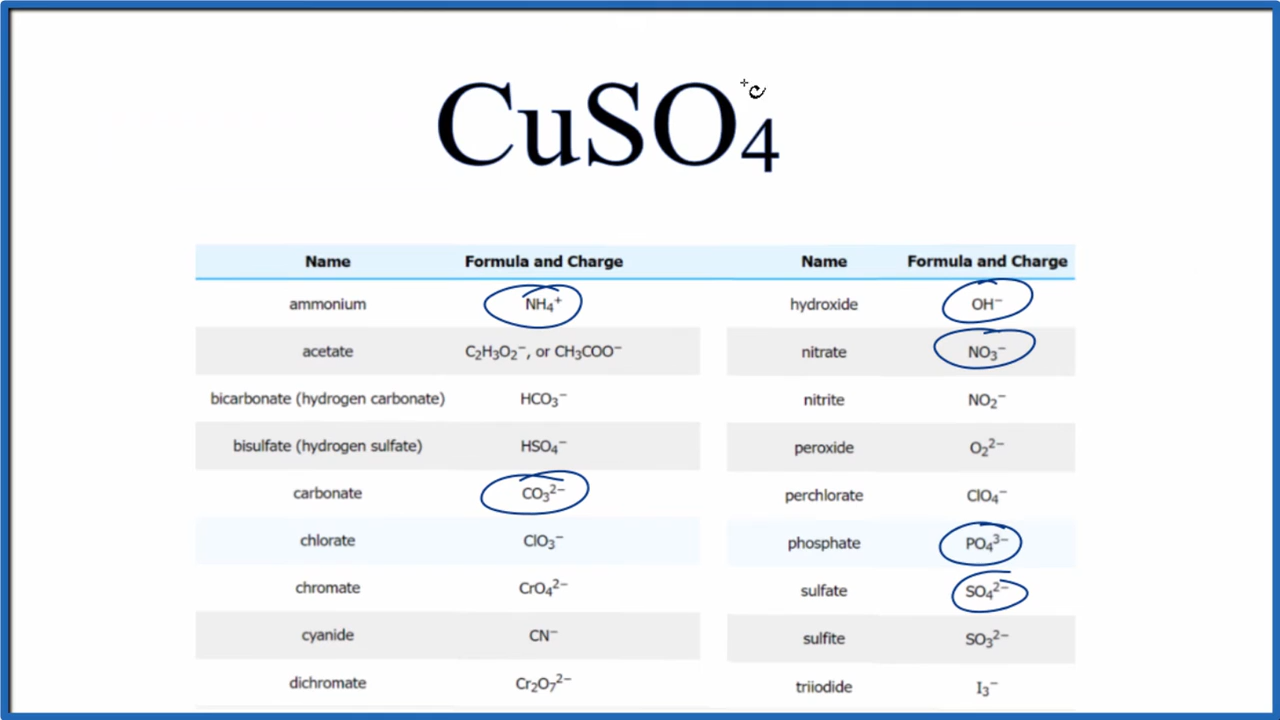 CuSO₄
Name Formula and Charge Name Formula and Charge
ammonium NH₄⁺ hydroxide OH⁻
acetate C₂H₃O₂⁻, or CH₃COO⁻ nitrate NO₃⁻
bicarbonate (hydrogen carbonate) HCO₃⁻ nitrite NO₂⁻
bisulfate (hydrogen sulfate) HSO₄⁻ peroxide O₂²⁻
carbonate CO₃²⁻ perchlorate ClO₄⁻
chlorate ClO₃⁻ phosphate PO₄³⁻
chromate CrO₄²⁻ sulfate SO₄²⁻
cyanide CN⁻ sulfite SO₃²⁻
dichromate Cr₂O₇²⁻ triiodide I₃⁻